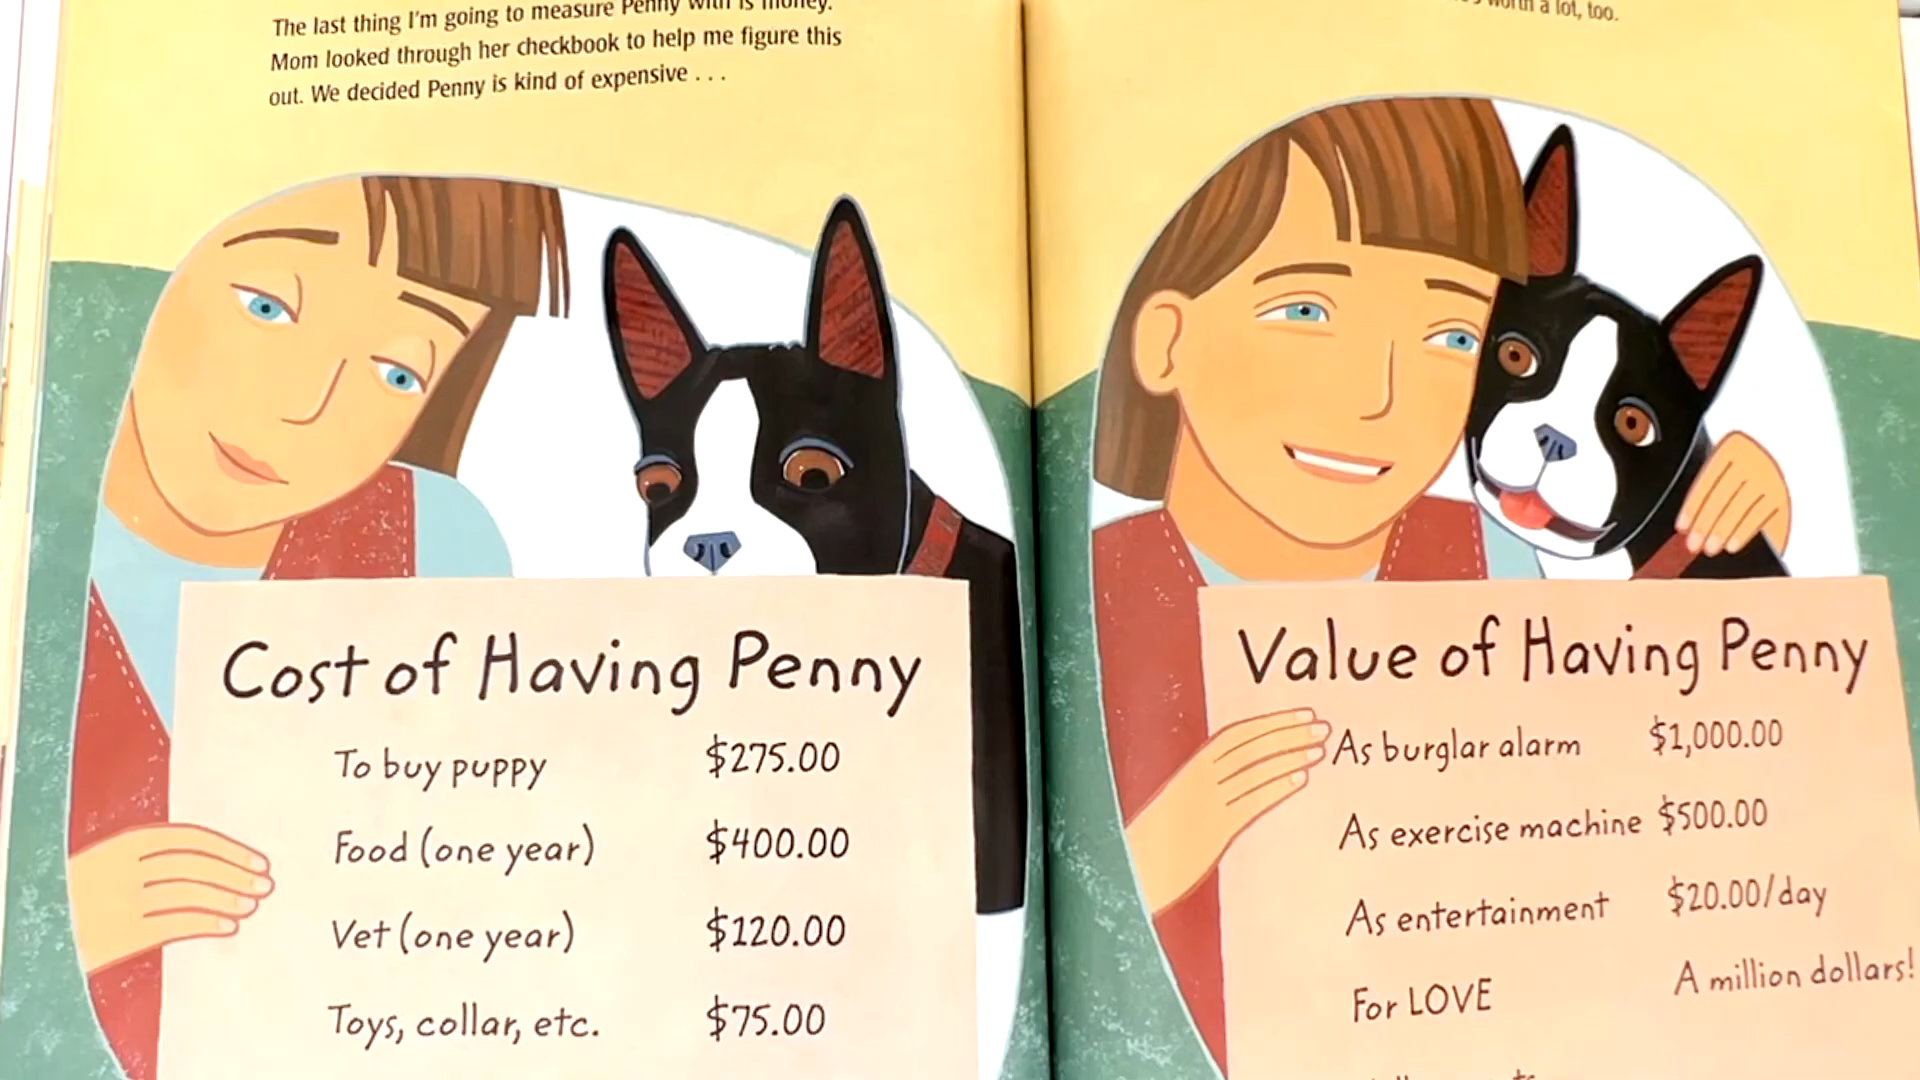 The last thing I'm going to measure Penny with is money.
Mom looked through her checkbook to help me figure this
out. We decided Penny is kind of expensive . . .
Cost of Having Penny
To buy puppy $275.00
Food (one year) $400.00
Vet (one year) $120.00
Toys, collar, etc. $75.00
worth a lot, too.
Value of Having Penny
As burglar alarm $1,000.00
As exercise machine $500.00
As entertainment $20.00/day
For LOVE A million dollars!